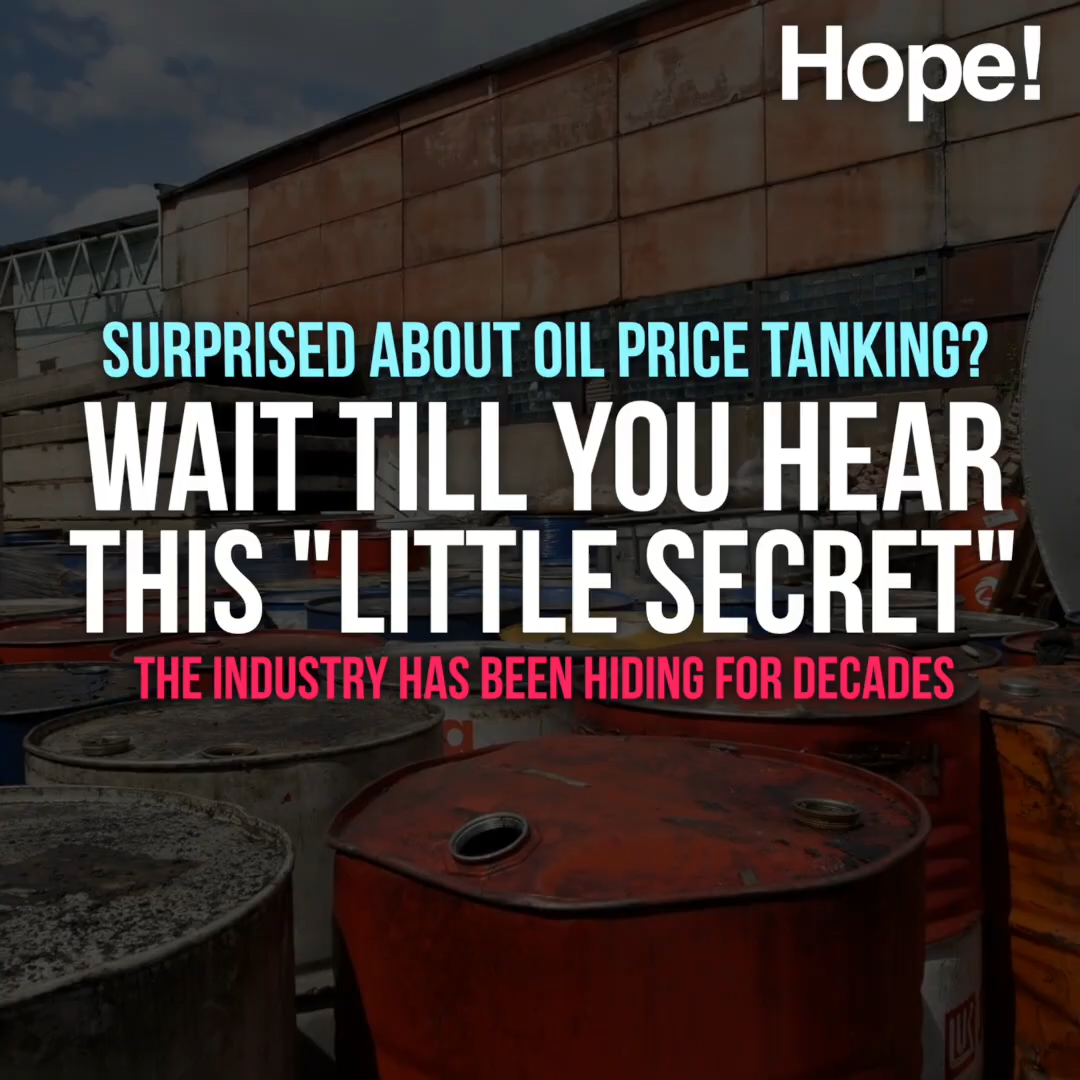 Hope!
SURPRISED ABOUT OIL PRICE TANKING?
WAIT TILL YOU HEAR
THIS "LITTLE SECRET"
THE INDUSTRY HAS BEEN HIDING FOR DECADES